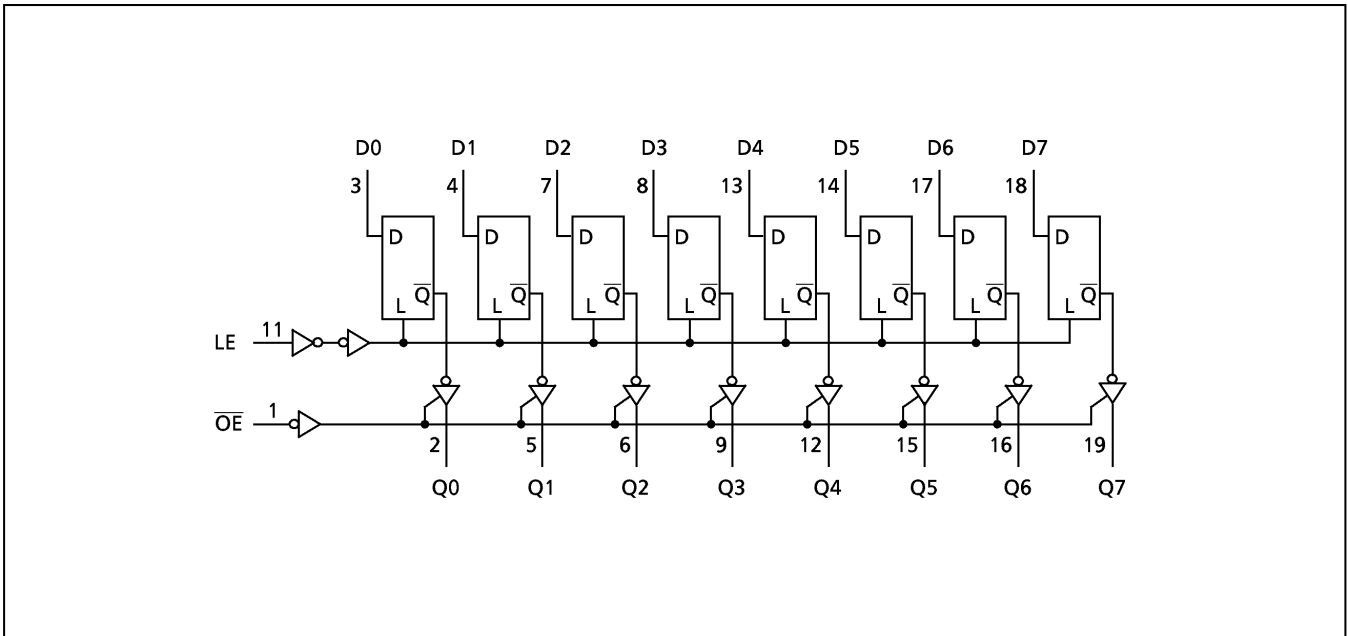 D0 D1 D2 D3 D4 D5 D6 D7
3 4 7 8 13 14 17 18
D D D D D D D D
Q̅ Q̅ Q̅ Q̅ Q̅ Q̅ Q̅ Q̅
L L L L L L L L
LE 11
O̅E̅ 1
2 5 6 9 12 15 16 19
Q0 Q1 Q2 Q3 Q4 Q5 Q6 Q7